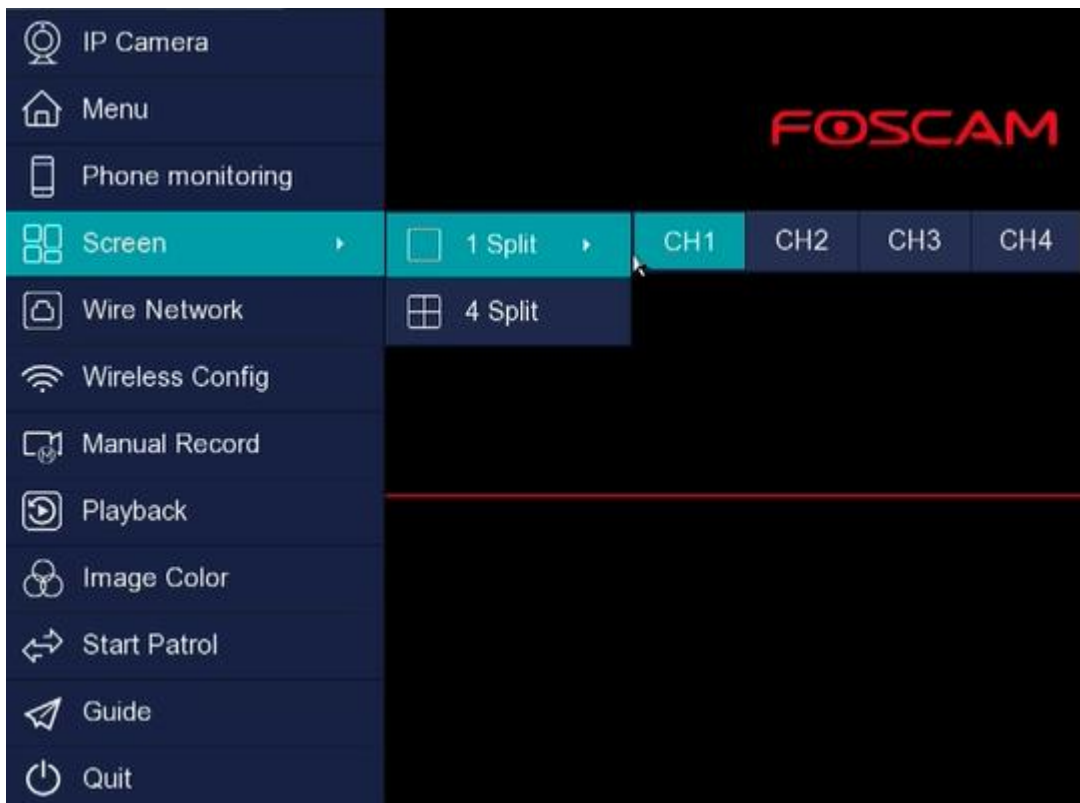 IP Camera
Menu
FOSCAM
Phone monitoring
Screen 1 Split CH1 CH2 CH3 CH4
Wire Network 4 Split
Wireless Config
Manual Record
Playback
Image Color
Start Patrol
Guide
Quit